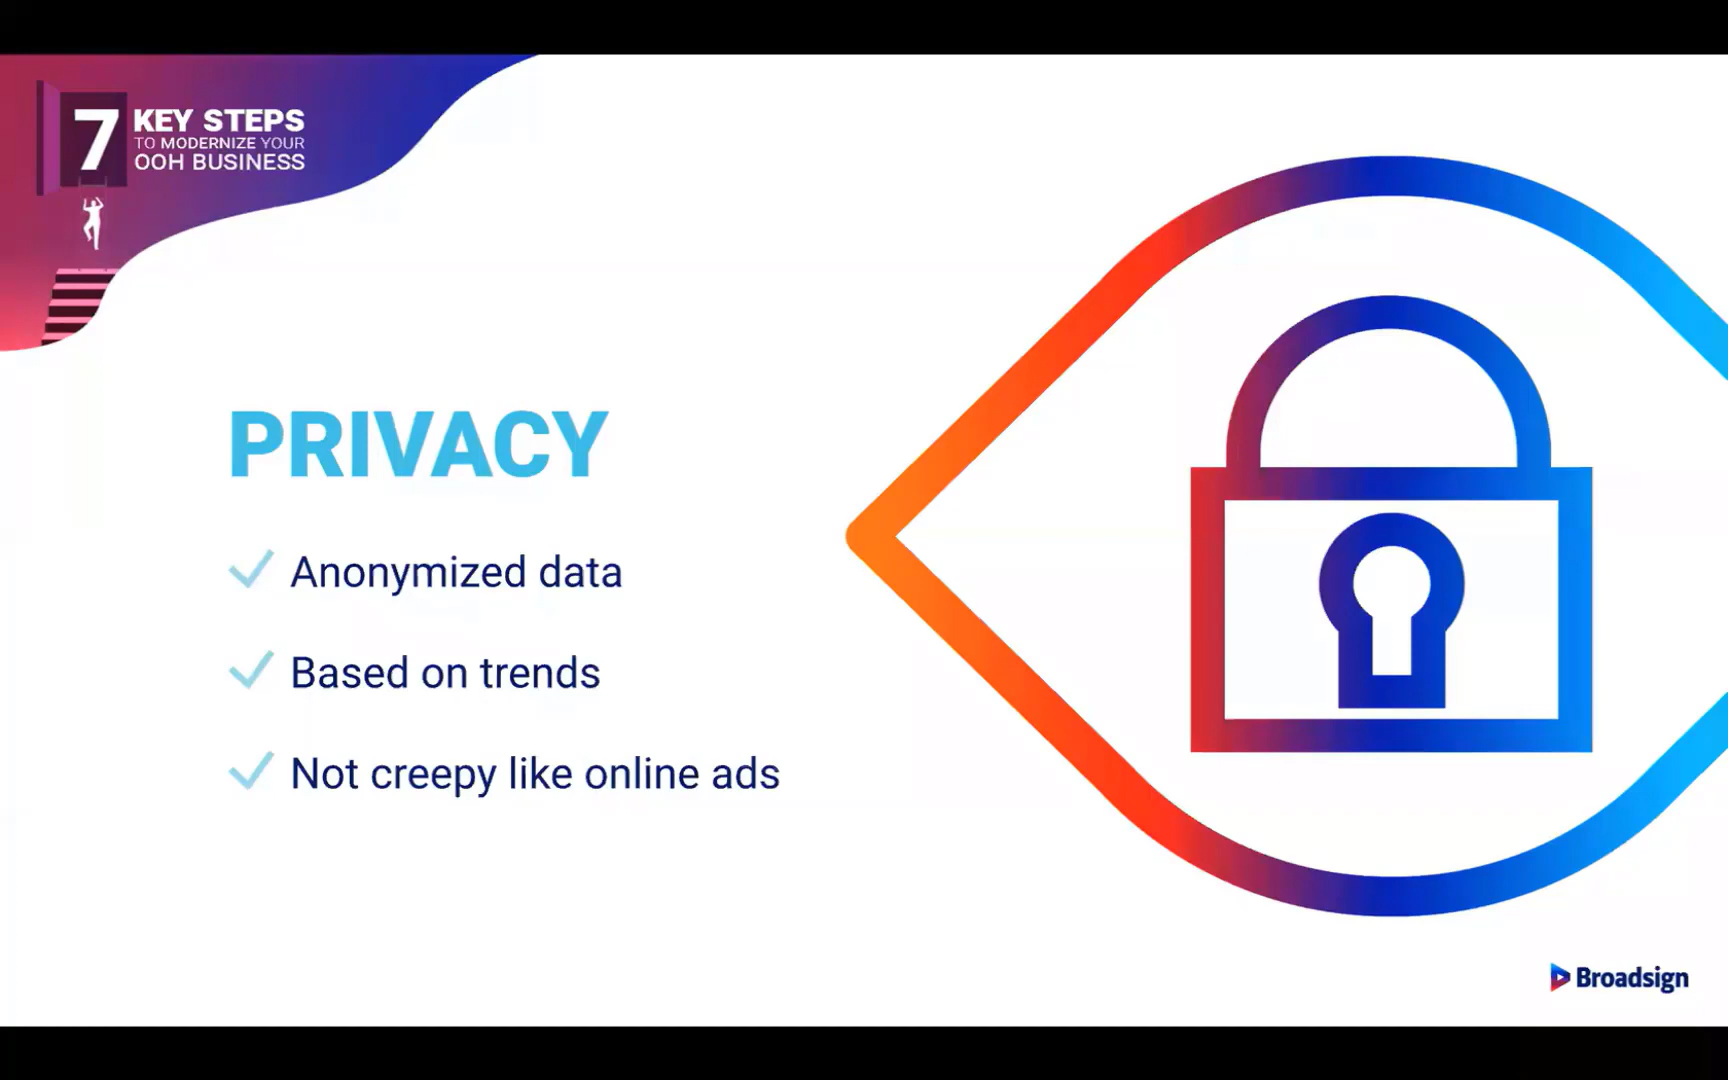 7
KEY STEPS
TO MODERNIZE YOUR
OOH BUSINESS
PRIVACY
Anonymized data
Based on trends
Not creepy like online ads
Broadsign